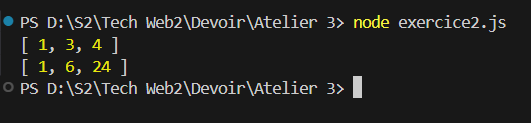 PS D:\S2\Tech Web2\Devoir\Atelier 3> node exercice2.js
[ 1, 3, 4 ]
[ 1, 6, 24 ]
PS D:\S2\Tech Web2\Devoir\Atelier 3>